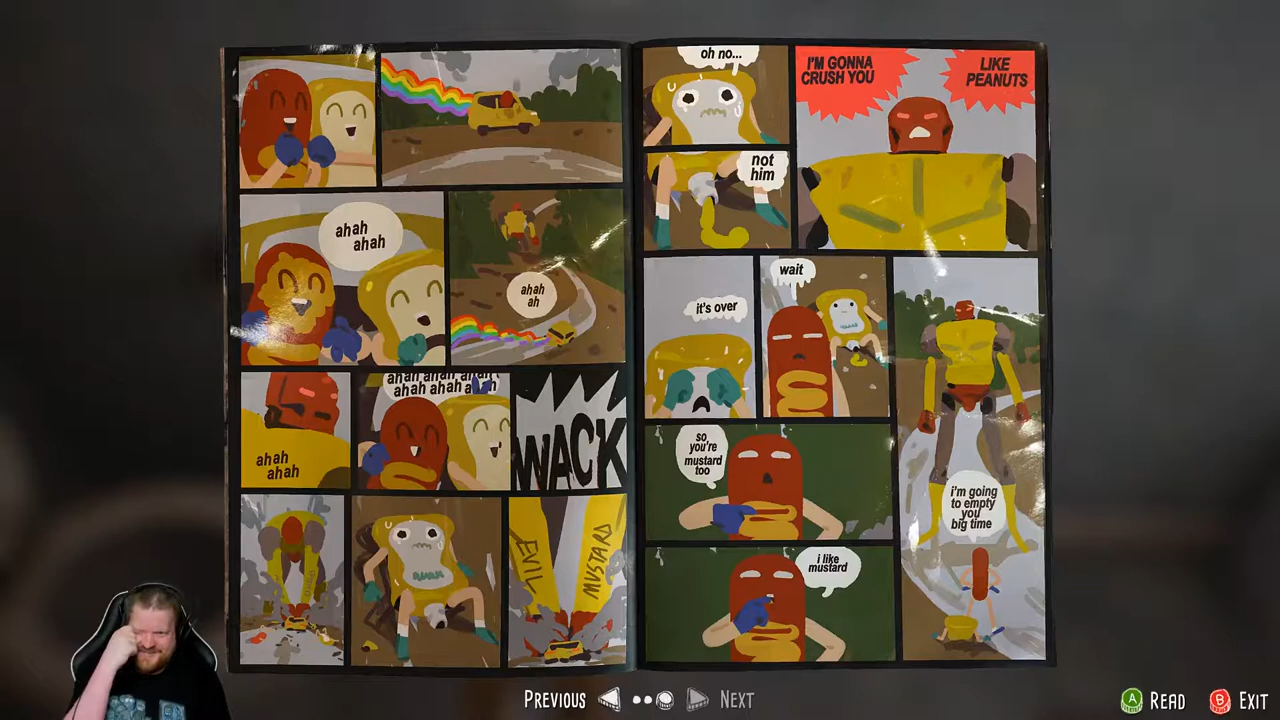 ahah
ahah
ahah
ah
ahah
ahah
ahah ahah ahah
ahah ahah ahah
WACK
EVIL
MUSTARD
oh no...
not
him
I'M GONNA
CRUSH YOU
LIKE
PEANUTS
it's over
wait
so
you're
mustard
too
i like
mustard
i'm going
to empty
you
big time
PREVIOUS
NEXT
A READ
B EXIT